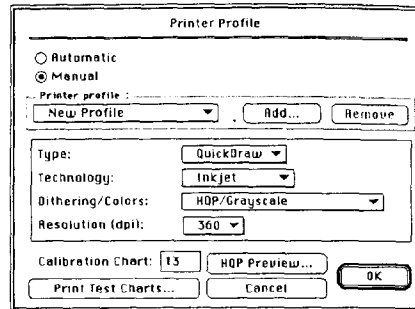 Printer Profile
Automatic
Manual
Printer profile :
New Profile Add... Remove
Type: QuickDraw
Technology: Inkjet
Dithering/Colors: HQP/Grayscale
Resolution (dpi): 360
Calibration Chart: 13 HQP Preview...
OK
Print Test Charts... Cancel